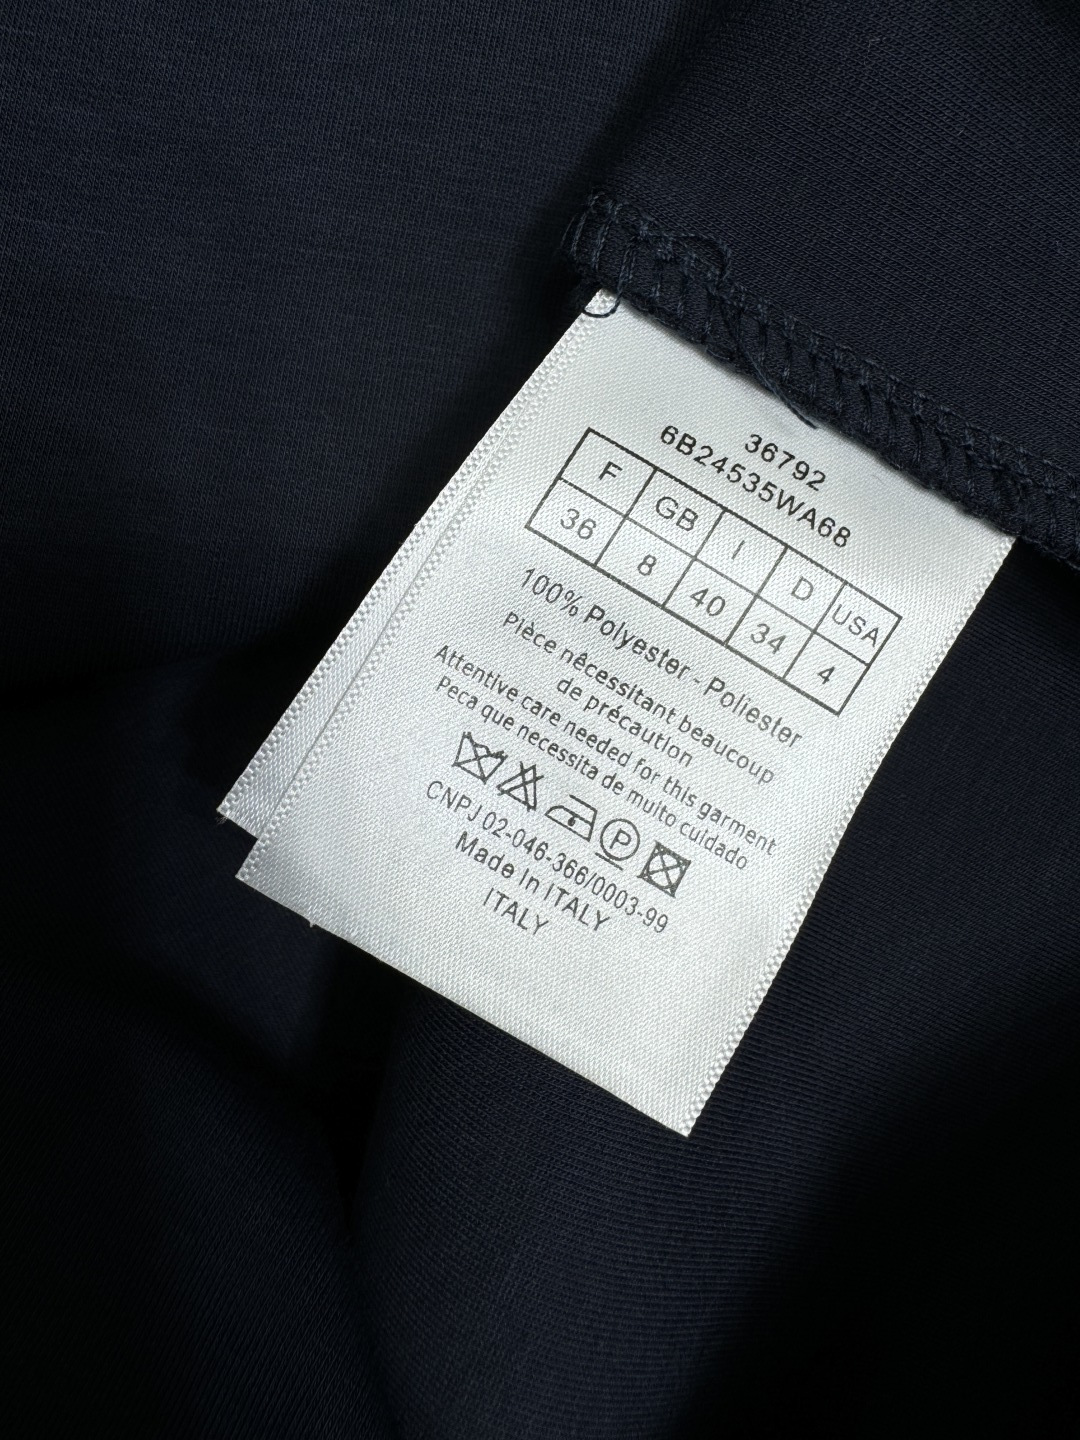 36792
6B24535WA68
F GB I D USA
36 8 40 34 4
100% Polyester - Poliester
Pièce nécessitant beaucoup
de précaution
Attentive care needed for this garment
Peca que necessita de muito cuidado
P
CNPJ 02-046-366/0003-99
Made In ITALY
ITALY